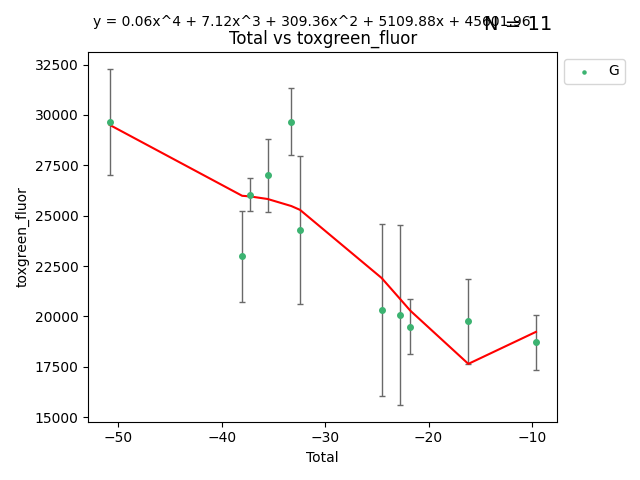 y = 0.06x^4 + 7.12x^3 + 309.36x^2 + 5109.88x + 45601.96
N = 11
Total vs toxgreen_fluor
G
32500
30000
27500
25000
22500
20000
17500
15000
toxgreen_fluor
−50
−40
−30
−20
−10
Total